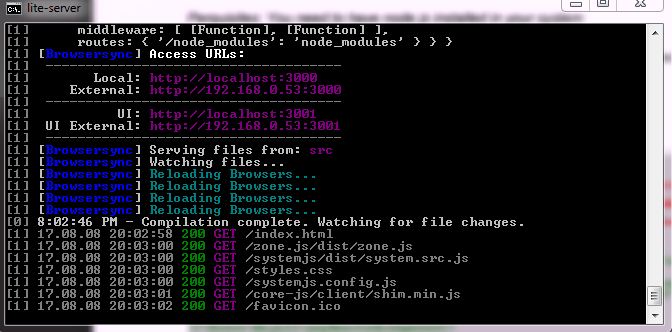 lite-server
[1]       middleware: [ [Function], [Function] ],
[1]       routes: { '/node_modules': 'node_modules' } } }
[1] [Browsersync] Access URLs:
[1]  --------------------------------------
[1]        Local: http://localhost:3000
[1]     External: http://192.168.0.53:3000
[1]  --------------------------------------
[1]           UI: http://localhost:3001
[1]  UI External: http://192.168.0.53:3001
[1]  --------------------------------------
[1] [Browsersync] Serving files from: src
[1] [Browsersync] Watching files...
[1] [Browsersync] Reloading Browsers...
[1] [Browsersync] Reloading Browsers...
[1] [Browsersync] Reloading Browsers...
[1] [Browsersync] Reloading Browsers...
[0] 8:02:46 PM - Compilation complete. Watching for file changes.
[1] 17.08.08 20:02:58 200 GET /index.html
[1] 17.08.08 20:03:00 200 GET /zone.js/dist/zone.js
[1] 17.08.08 20:03:00 200 GET /systemjs/dist/system.src.js
[1] 17.08.08 20:03:00 200 GET /styles.css
[1] 17.08.08 20:03:00 200 GET /systemjs.config.js
[1] 17.08.08 20:03:01 200 GET /core-js/client/shim.min.js
[1] 17.08.08 20:03:02 200 GET /favicon.ico